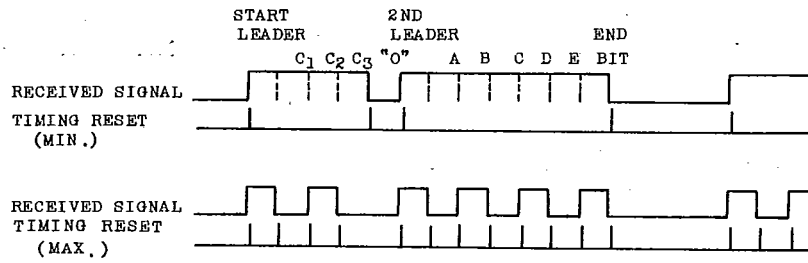 START 2ND
LEADER LEADER END
C1 C2 C3 "O" A B C D E BIT
RECEIVED SIGNAL
TIMING RESET
(MIN.)
RECEIVED SIGNAL
TIMING RESET
(MAX.)